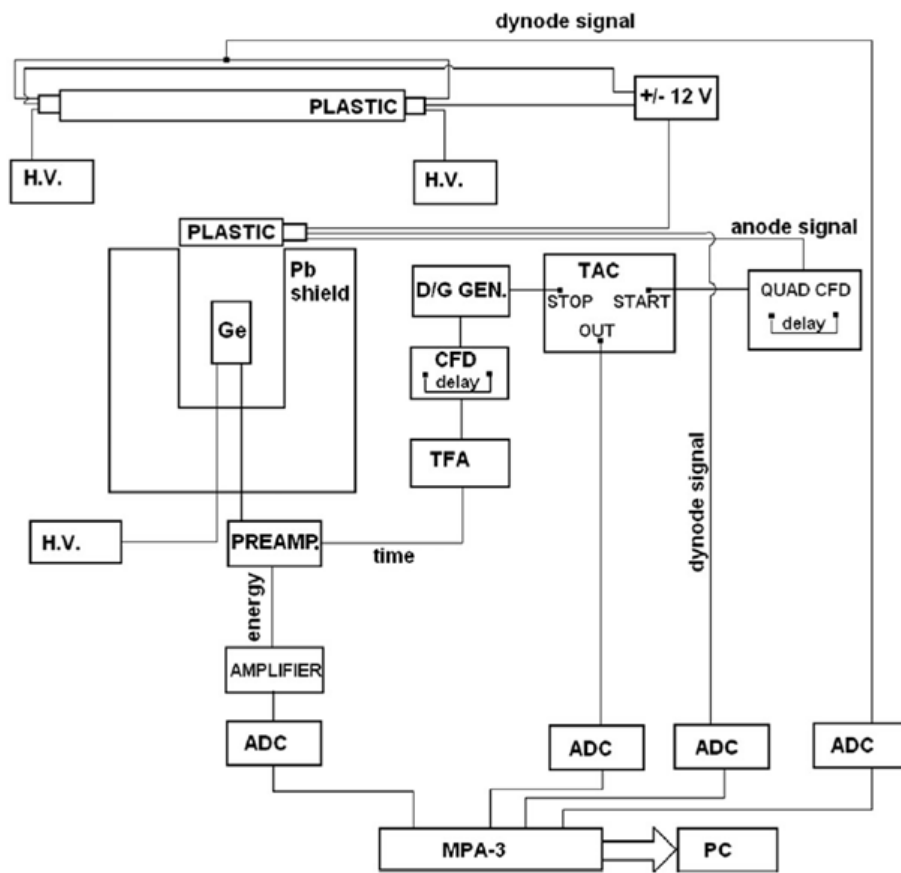 dynode signal
PLASTIC
+/- 12 V
H.V.
H.V.
PLASTIC
anode signal
Pb
shield
D/G GEN.
TAC
STOP START
OUT
QUAD CFD
delay
Ge
CFD
delay
TFA
dynode signal
H.V.
PREAMP.
time
energy
AMPLIFIER
ADC
ADC
ADC
ADC
MPA-3
PC